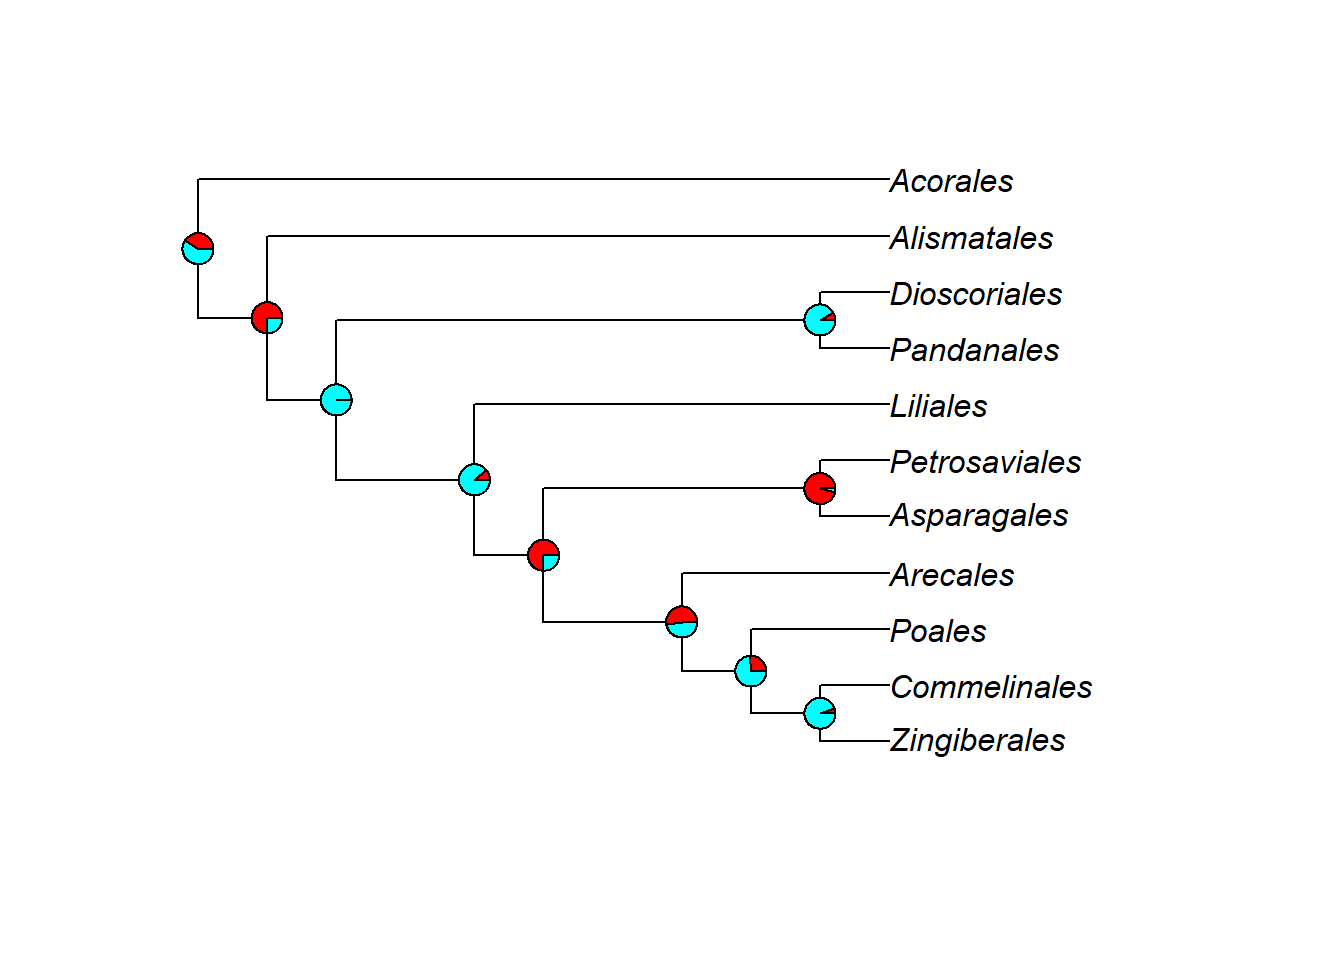 Acorales
Alismatales
Dioscoriales
Pandanales
Liliales
Petrosaviales
Asparagales
Arecales
Poales
Commelinales
Zingiberales